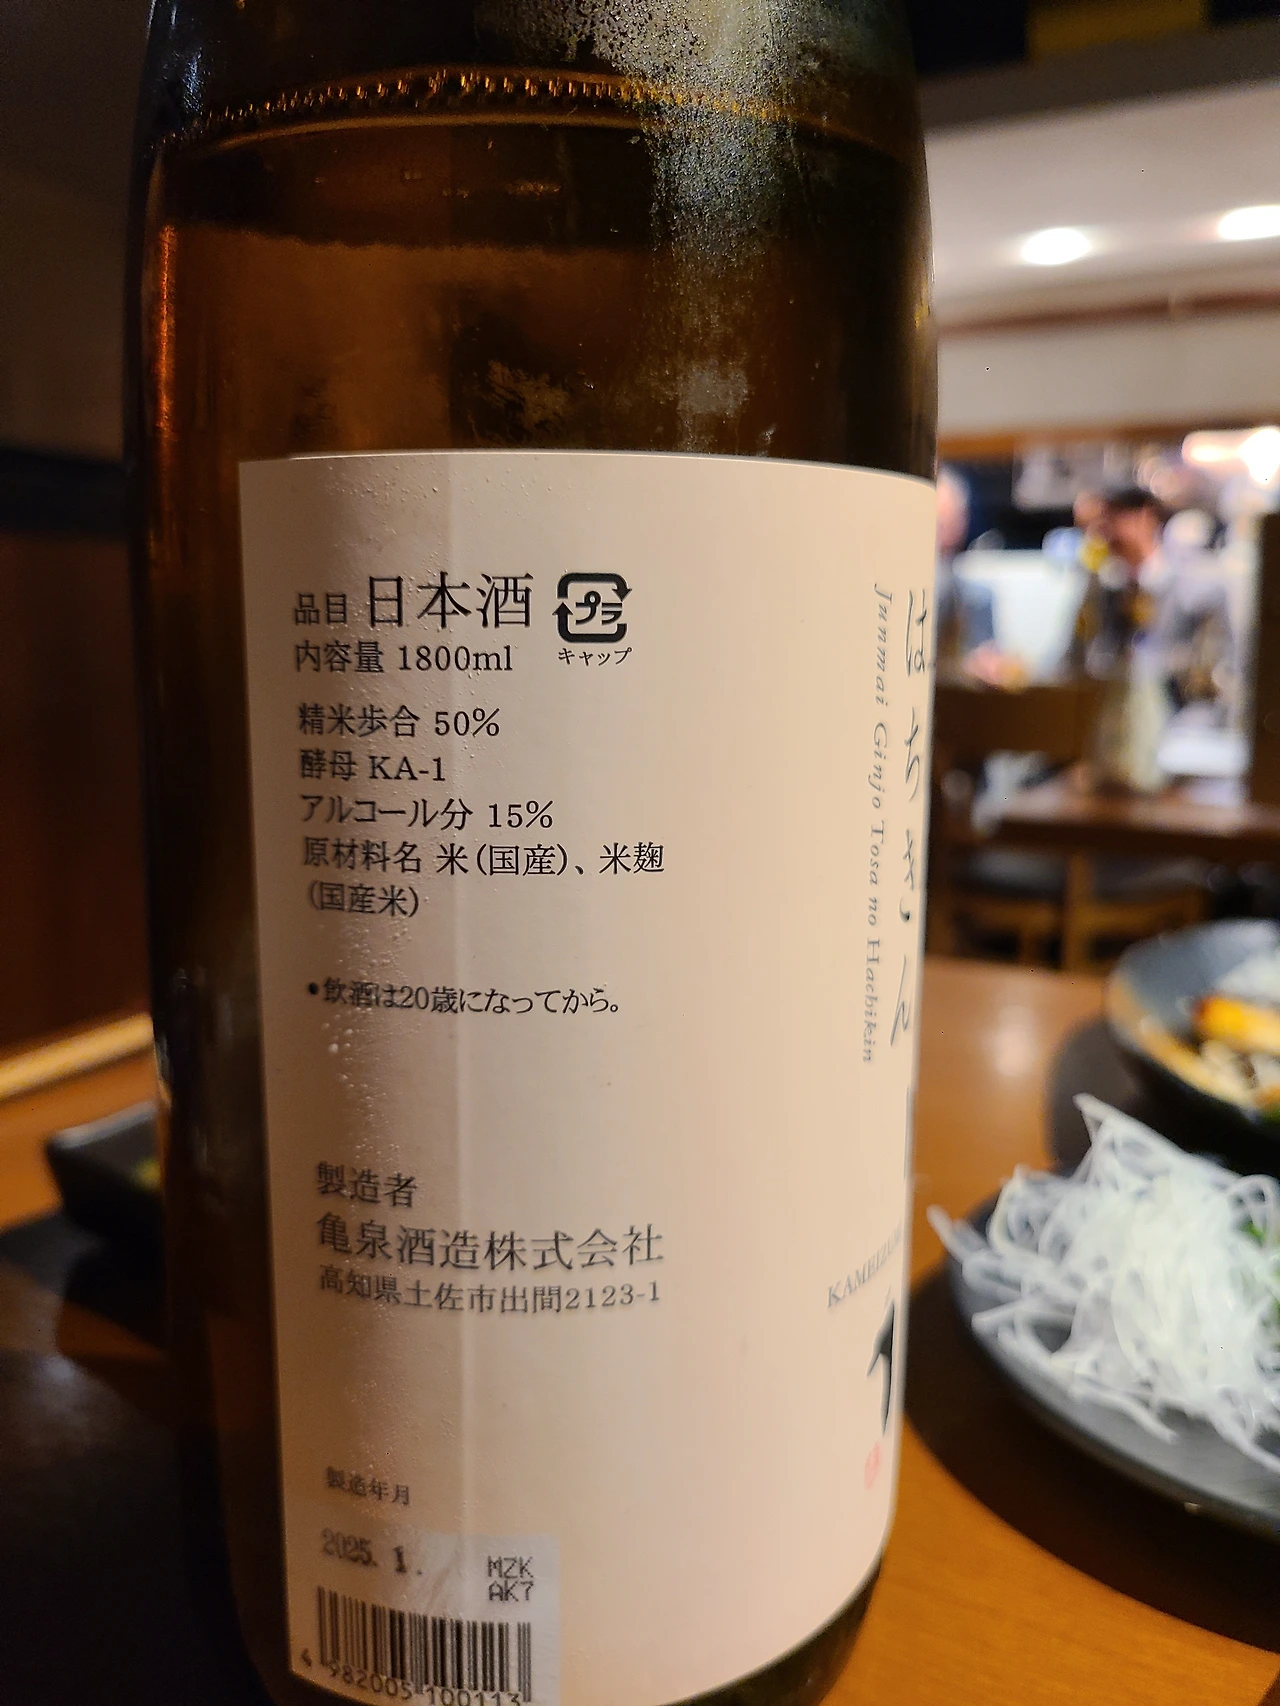 品目 日本酒 プラ
キャップ
内容量 1800ml
精米歩合 50%
酵母 KA-1
アルコール分 15%
原材料名 米(国産)、米麹
(国産米)
•飲酒は20歳になってから。
製造者
亀泉酒造株式会社
高知県土佐市出間2123-1
製造年月
2025. 1.
MZK
AK7
4 982005 100113
はちきん
Junmai Ginjo Tosa no Hachikin